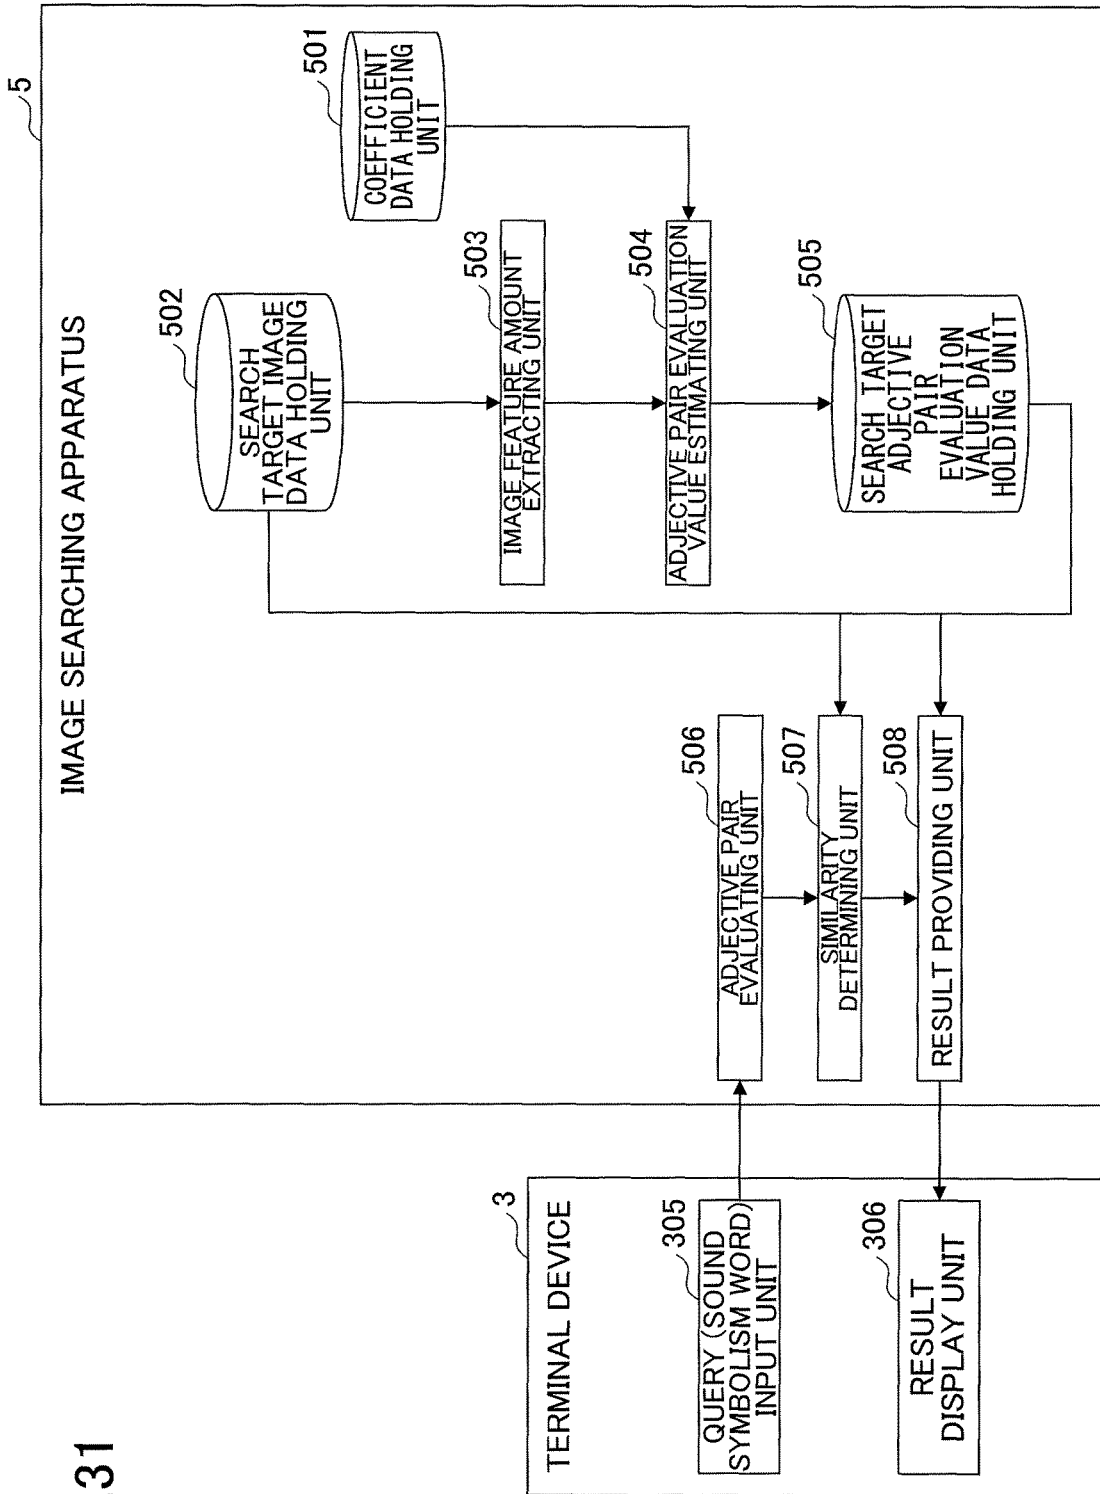 31
TERMINAL DEVICE
3
QUERY (SOUND
SYMBOLISM WORD)
INPUT UNIT
305
RESULT
DISPLAY UNIT
306
IMAGE SEARCHING APPARATUS
5
ADJECTIVE PAIR
EVALUATING UNIT
506
SIMILARITY
DETERMINING UNIT
507
RESULT PROVIDING UNIT
508
SEARCH
TARGET IMAGE
DATA HOLDING
UNIT
502
COEFFICIENT
DATA HOLDING
UNIT
501
IMAGE FEATURE AMOUNT
EXTRACTING UNIT
503
ADJECTIVE PAIR EVALUATION
VALUE ESTIMATING UNIT
504
SEARCH TARGET
ADJECTIVE
PAIR
EVALUATION
VALUE DATA
HOLDING UNIT
505